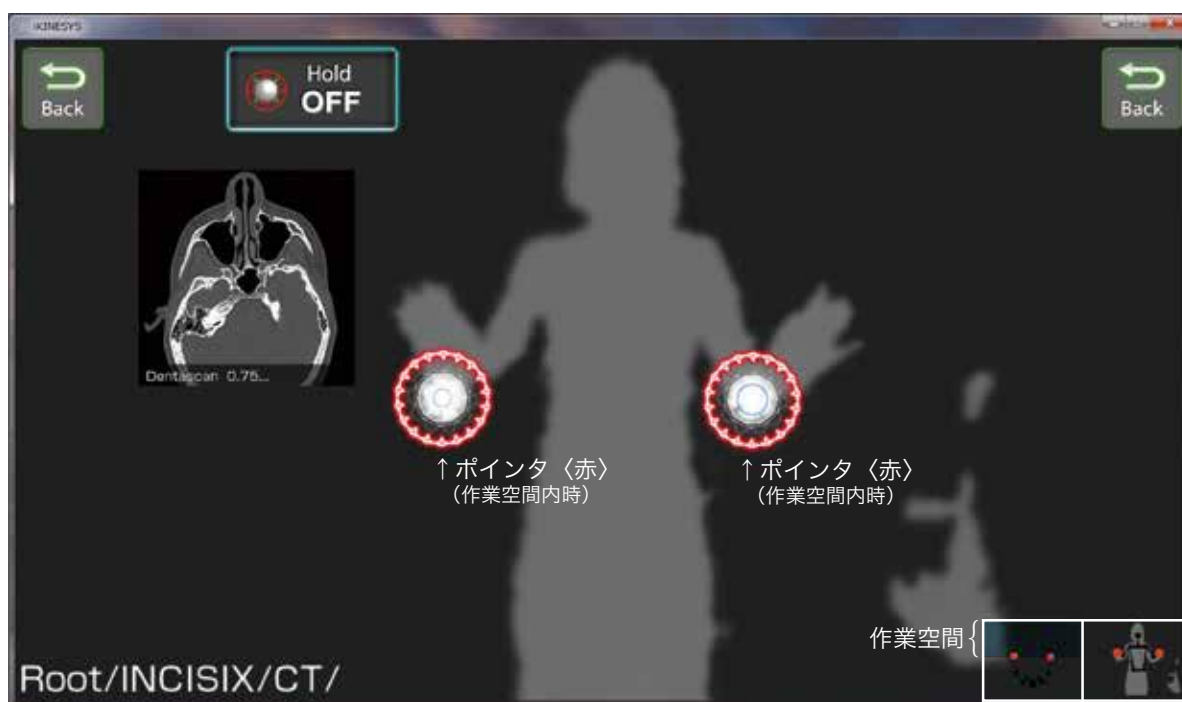 iKINESYS
Back
Hold
OFF
Back
Dentascan 0.75...
↑ポインタ〈赤〉
（作業空間内時）
↑ポインタ〈赤〉
（作業空間内時）
作業空間
Root/INCISIX/CT/